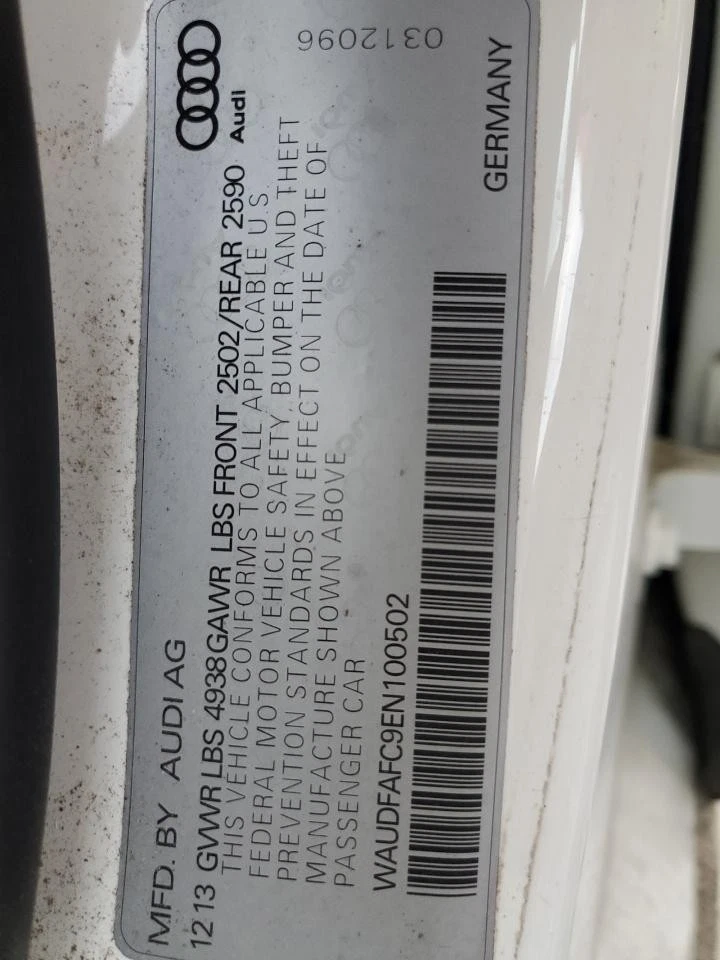 MFD. BY AUDI AG
Audi
12 13 GVWR LBS 4938 GAWR LBS FRONT 2502/REAR 2590
THIS VEHICLE CONFORMS TO ALL APPLICABLE U.S.
FEDERAL MOTOR VEHICLE SAFETY, BUMPER AND THEFT
PREVENTION STANDARDS IN EFFECT ON THE DATE OF
MANUFACTURE SHOWN ABOVE
PASSENGER CAR
WAUDFAFC9EN100502
GERMANY
0312096